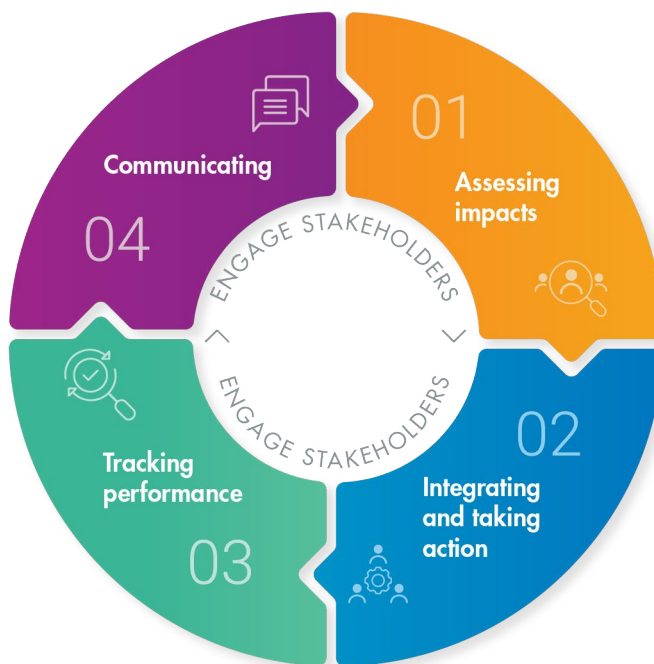 01
Assessing
impacts
02
Integrating
and taking
action
03
Tracking
performance
04
Communicating
ENGAGE STAKEHOLDERS
ENGAGE STAKEHOLDERS